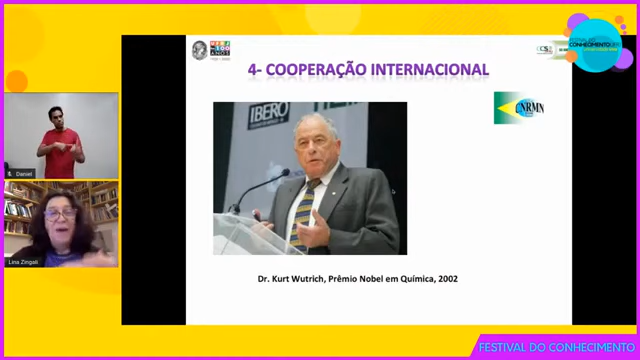 4- COOPERAÇÃO INTERNACIONAL
IBERO
CNRMN
Daniel
Lina Zingali
Dr. Kurt Wutrich, Prêmio Nobel em Química, 2002
FESTIVAL DO CONHECIMENTO